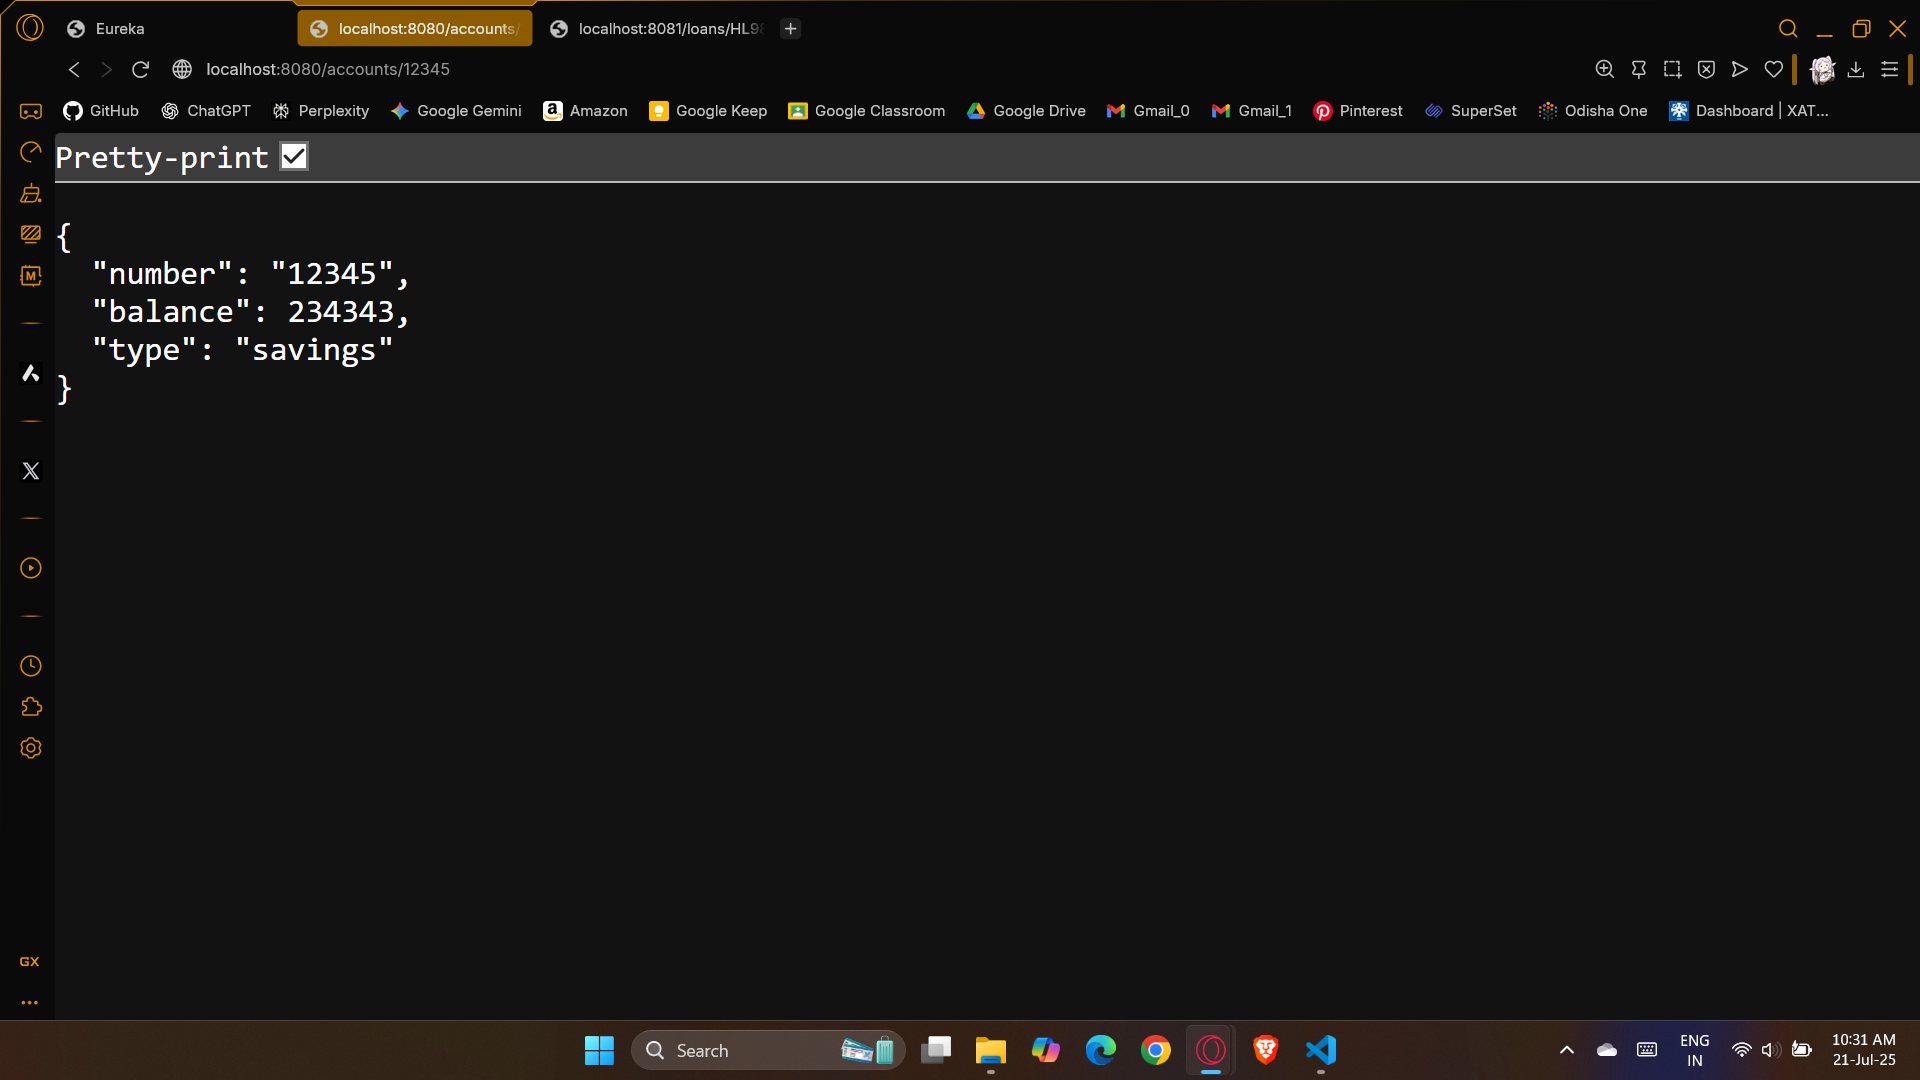 Eureka
localhost:8080/accounts/
localhost:8081/loans/HL9
localhost:8080/accounts/12345
GitHub
ChatGPT
Perplexity
Google Gemini
Amazon
Google Keep
Google Classroom
Google Drive
Gmail_0
Gmail_1
Pinterest
SuperSet
Odisha One
Dashboard | XAT...
Pretty-print
{
"number": "12345",
"balance": 234343,
"type": "savings"
}
M
GX
Search
ENG
IN
10:31 AM
21-Jul-25